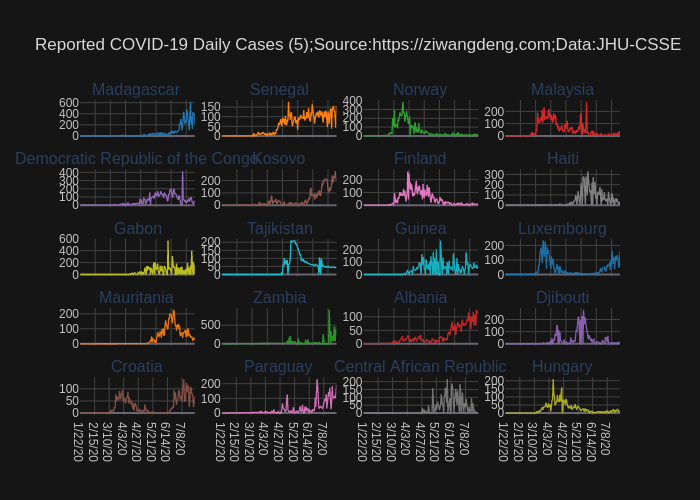 Reported COVID-19 Daily Cases (5);Source:https://ziwangdeng.com;Data:JHU-CSSE
Madagascar Senegal Norway Malaysia
600 400 200 0
150 100 50 0
400 300 200 100 0
200 100 0
Democratic Republic of the Congo Kosovo Finland Haiti
400 300 200 100 0
200 100 0
200 100 0
300 200 100 0
Gabon Tajikistan Guinea Luxembourg
600 400 200 0
200 150 100 50 0
200 100 0
200 100 0
Mauritania Zambia Albania Djibouti
200 100 0
500 0
100 50 0
200 100 0
Croatia Paraguay Central African Republic Hungary
100 50 0
200 100 0
200 150 100 50 0
200 150 100 50 0
1/22/20 2/15/20 3/10/20 4/3/20 4/27/20 5/21/20 6/14/20 7/8/20
1/22/20 2/15/20 3/10/20 4/3/20 4/27/20 5/21/20 6/14/20 7/8/20
1/22/20 2/15/20 3/10/20 4/3/20 4/27/20 5/21/20 6/14/20 7/8/20
1/22/20 2/15/20 3/10/20 4/3/20 4/27/20 5/21/20 6/14/20 7/8/20